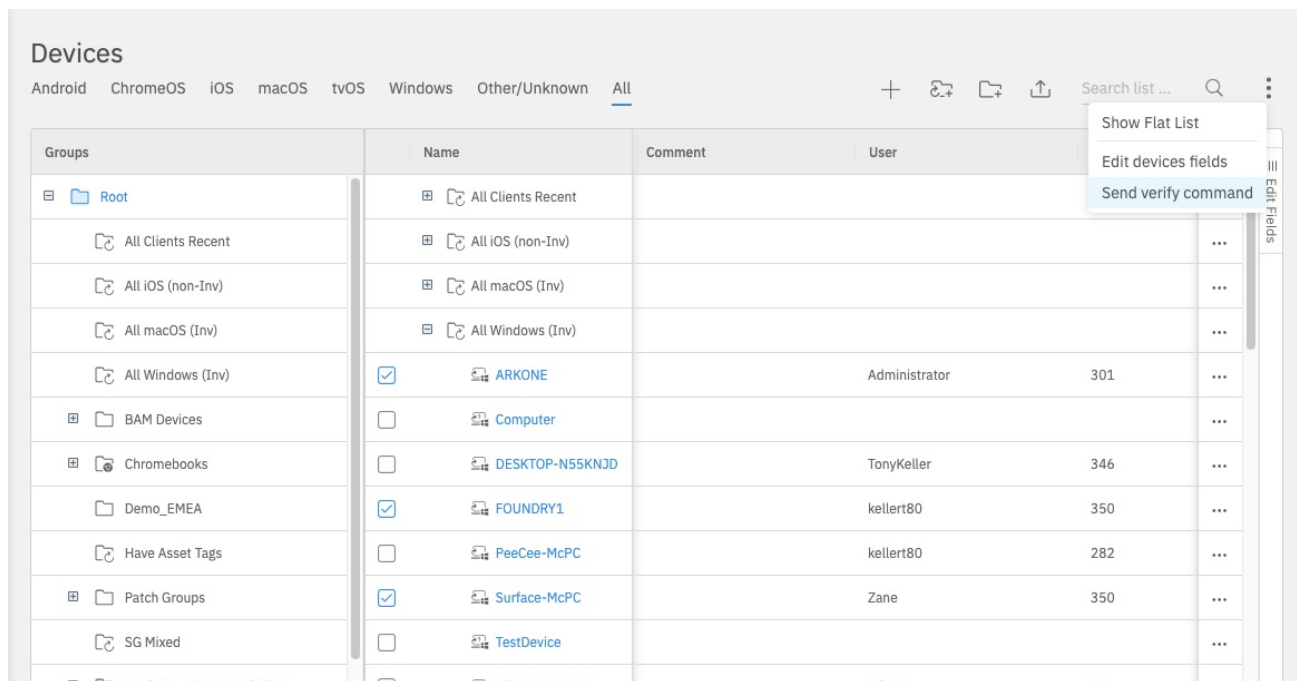 Devices
Android ChromeOS iOS macOS tvOS Windows Other/Unknown All Search list ...
Show Flat List
Edit devices fields
Send verify command
Edit Fields
Groups Name Comment User
Root All Clients Recent
All Clients Recent All iOS (non-Inv) ...
All iOS (non-Inv) All macOS (Inv) ...
All macOS (Inv) All Windows (Inv) ...
All Windows (Inv) ARKONE Administrator 301 ...
BAM Devices Computer ...
Chromebooks DESKTOP-N55KNJD TonyKeller 346 ...
Demo_EMEA FOUNDRY1 kellert80 350 ...
Have Asset Tags PeeCee-McPC kellert80 282 ...
Patch Groups Surface-McPC Zane 350 ...
SG Mixed TestDevice ...